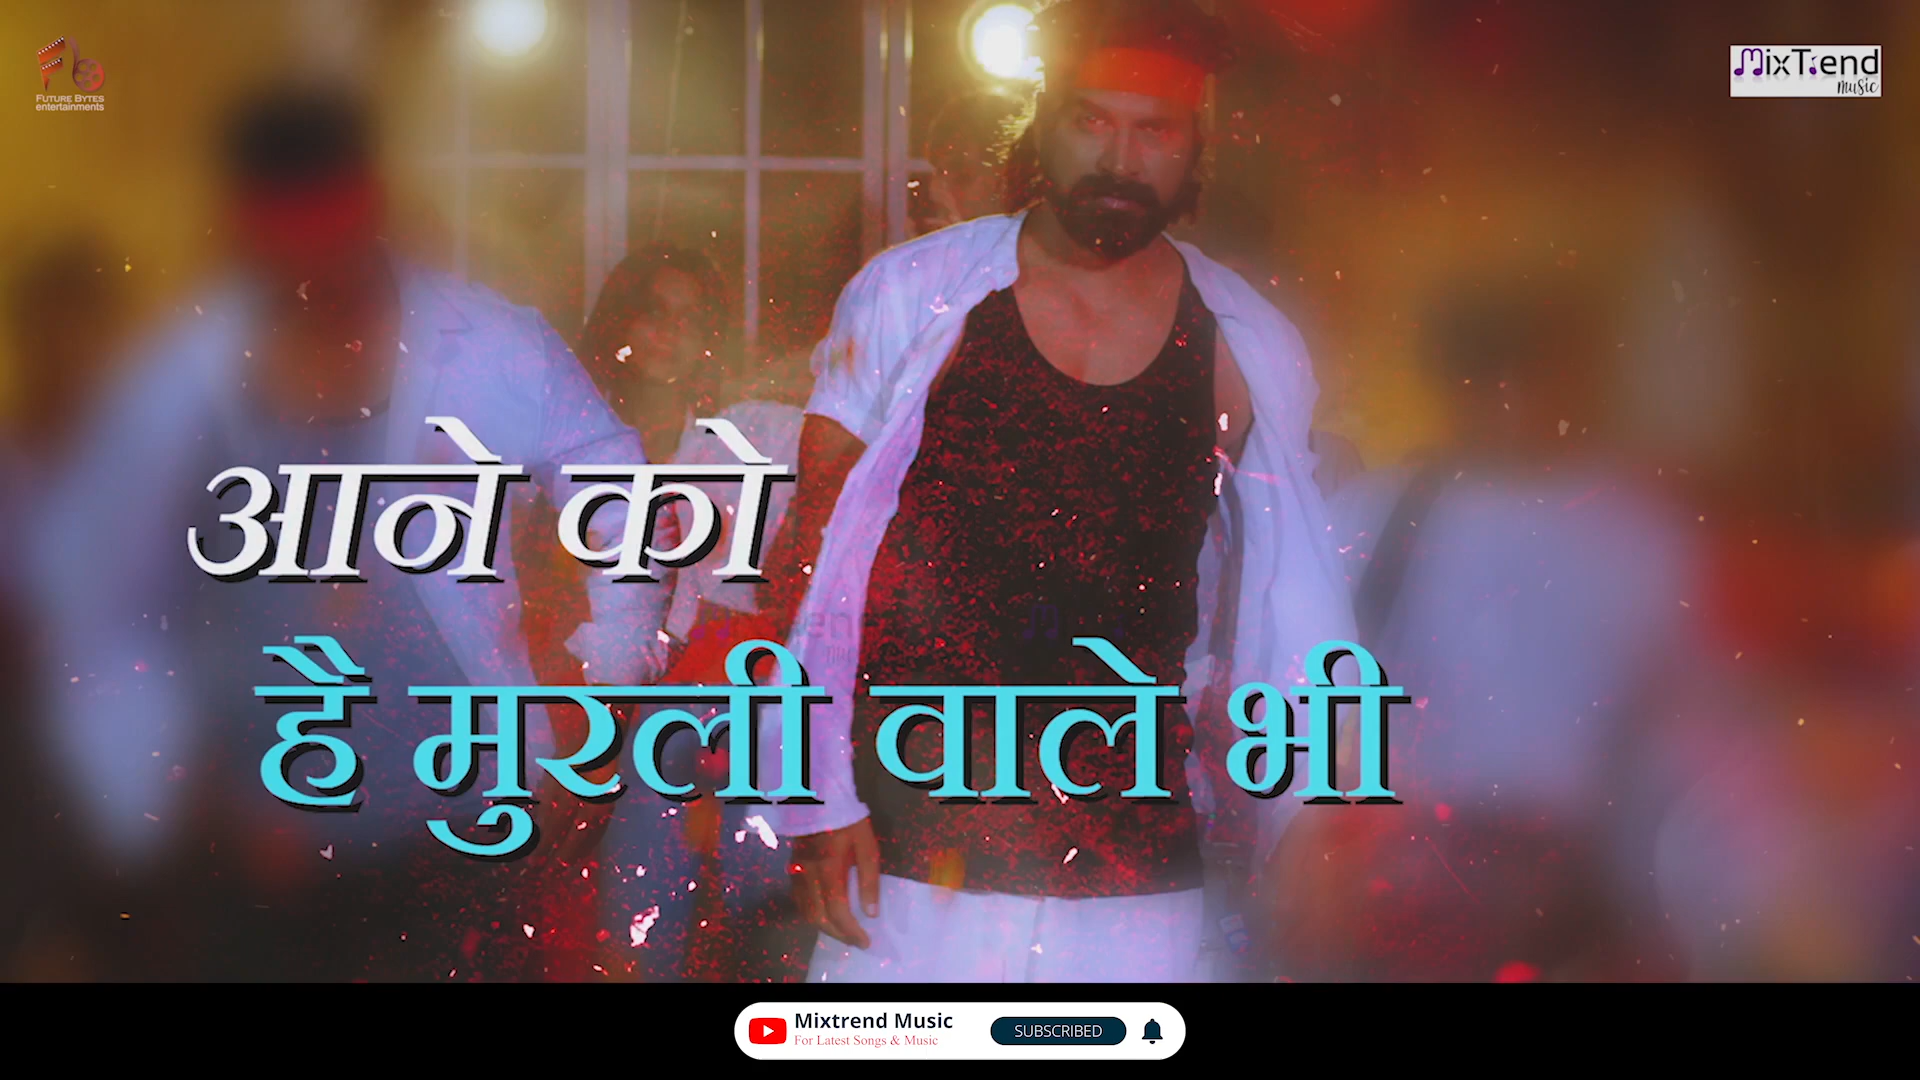 FUTURE BYTES
entertainments
MixTrend
music
आने को
है मुरली वाले भी
Mixtrend Music
For Latest Songs & Music
SUBSCRIBED